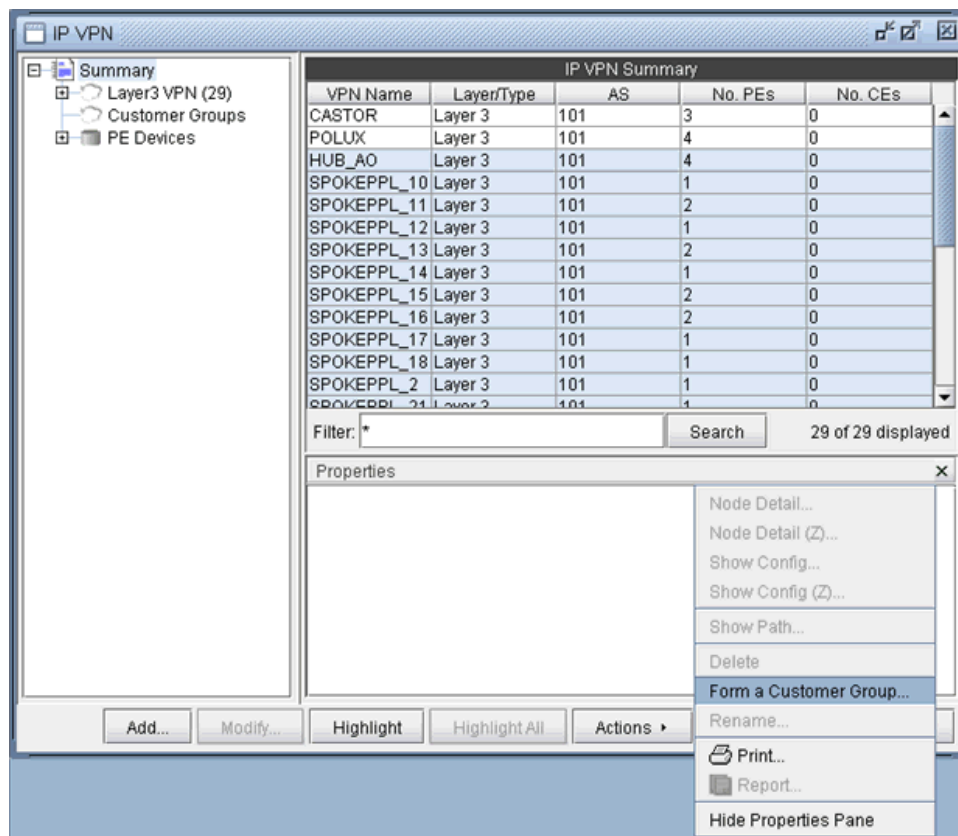 IP VPN
Summary
Layer3 VPN (29)
Customer Groups
PE Devices
IP VPN Summary
VPN Name Layer/Type AS No. PEs No. CEs
CASTOR Layer 3 101 3 0
POLUX Layer 3 101 4 0
HUB_AO Layer 3 101 4 0
SPOKEPPL_10 Layer 3 101 1 0
SPOKEPPL_11 Layer 3 101 2 0
SPOKEPPL_12 Layer 3 101 1 0
SPOKEPPL_13 Layer 3 101 2 0
SPOKEPPL_14 Layer 3 101 1 0
SPOKEPPL_15 Layer 3 101 2 0
SPOKEPPL_16 Layer 3 101 2 0
SPOKEPPL_17 Layer 3 101 1 0
SPOKEPPL_18 Layer 3 101 1 0
SPOKEPPL_2 Layer 3 101 1 0
SPOKEPPL_21 Layer 3 101 1 0
Filter: * Search 29 of 29 displayed
Properties
Node Detail...
Node Detail (Z)...
Show Config...
Show Config (Z)...
Show Path...
Delete
Form a Customer Group...
Rename...
Print...
Report...
Hide Properties Pane
Add... Modify... Highlight Highlight All Actions